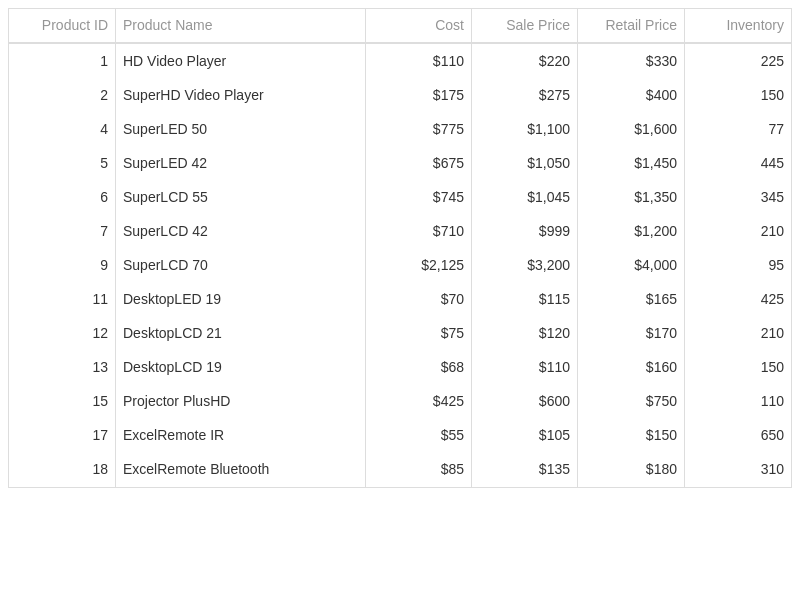 Product ID Product Name Cost Sale Price Retail Price Inventory
1 HD Video Player $110 $220 $330 225
2 SuperHD Video Player $175 $275 $400 150
4 SuperLED 50 $775 $1,100 $1,600 77
5 SuperLED 42 $675 $1,050 $1,450 445
6 SuperLCD 55 $745 $1,045 $1,350 345
7 SuperLCD 42 $710 $999 $1,200 210
9 SuperLCD 70 $2,125 $3,200 $4,000 95
11 DesktopLED 19 $70 $115 $165 425
12 DesktopLCD 21 $75 $120 $170 210
13 DesktopLCD 19 $68 $110 $160 150
15 Projector PlusHD $425 $600 $750 110
17 ExcelRemote IR $55 $105 $150 650
18 ExcelRemote Bluetooth $85 $135 $180 310